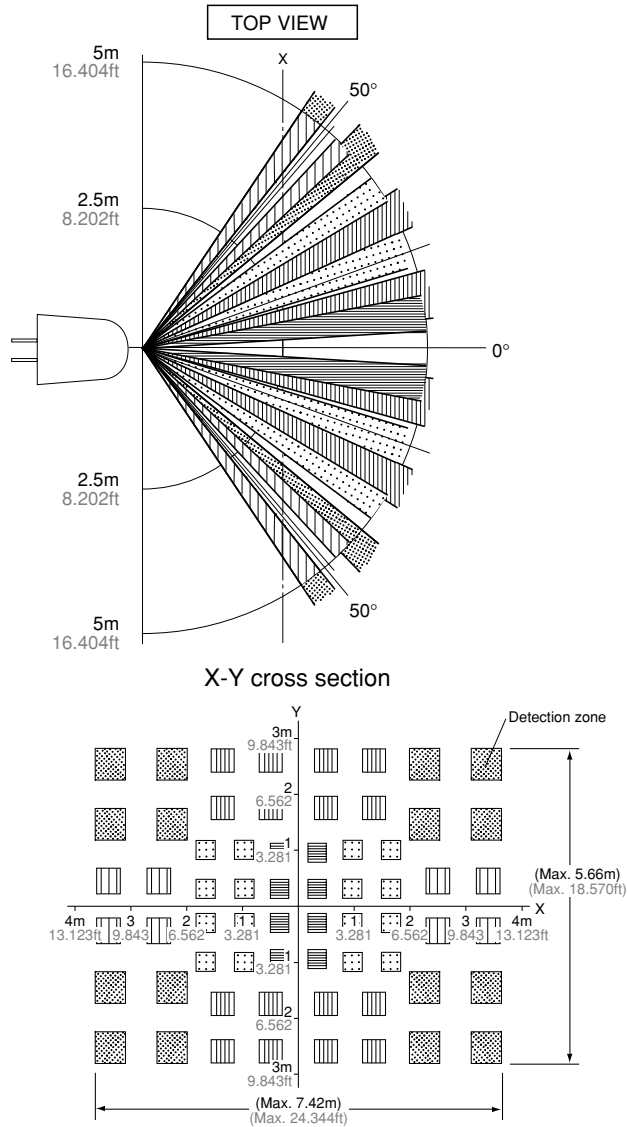 TOP VIEW
5m
16.404ft
X
50°
2.5m
8.202ft
0°
2.5m
8.202ft
50°
5m
16.404ft
X-Y cross section
Y
Detection zone
3m
9.843ft
2
6.562
1
3.281
(Max. 5.66m)
(Max. 18.570ft)
4m 3 2 1 1 2 3 4m X
13.123ft 9.843 6.562 3.281 3.281 6.562 9.843 13.123ft
1
3.281
2
6.562
3m
9.843ft
(Max. 7.42m)
(Max. 24.344ft)